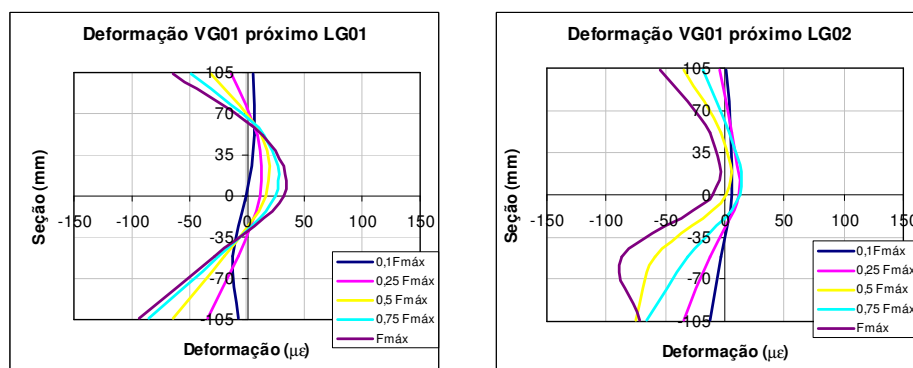 Deformação VG01 próximo LG01
105
70
35
0
-35
-70
-105
-150 -100 -50 0 50 100 150
Seção (mm)
Deformação (με)
0,1Fmáx
0,25 Fmáx
0,5 Fmáx
0,75 Fmáx
Fmáx
Deformação VG01 próximo LG02
105
70
35
0
-35
-70
-105
-150 -100 -50 0 50 100 150
Seção (mm)
Deformação (με)
0,1Fmáx
0,25 Fmáx
0,5 Fmáx
0,75 Fmáx
Fmáx